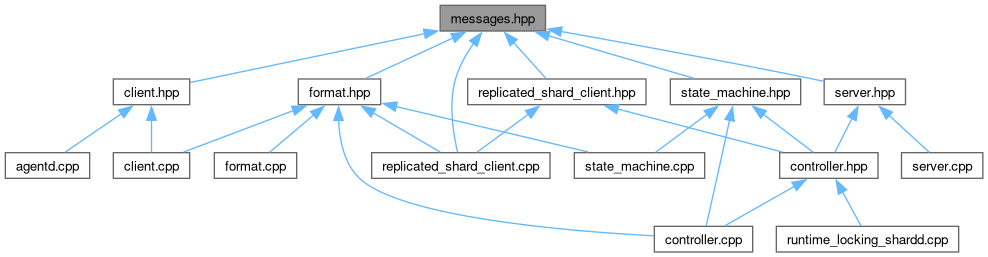 messages.hpp
client.hpp
format.hpp
replicated_shard_client.hpp
state_machine.hpp
server.hpp
agentd.cpp
client.cpp
format.cpp
replicated_shard_client.cpp
state_machine.cpp
controller.hpp
server.cpp
controller.cpp
runtime_locking_shardd.cpp